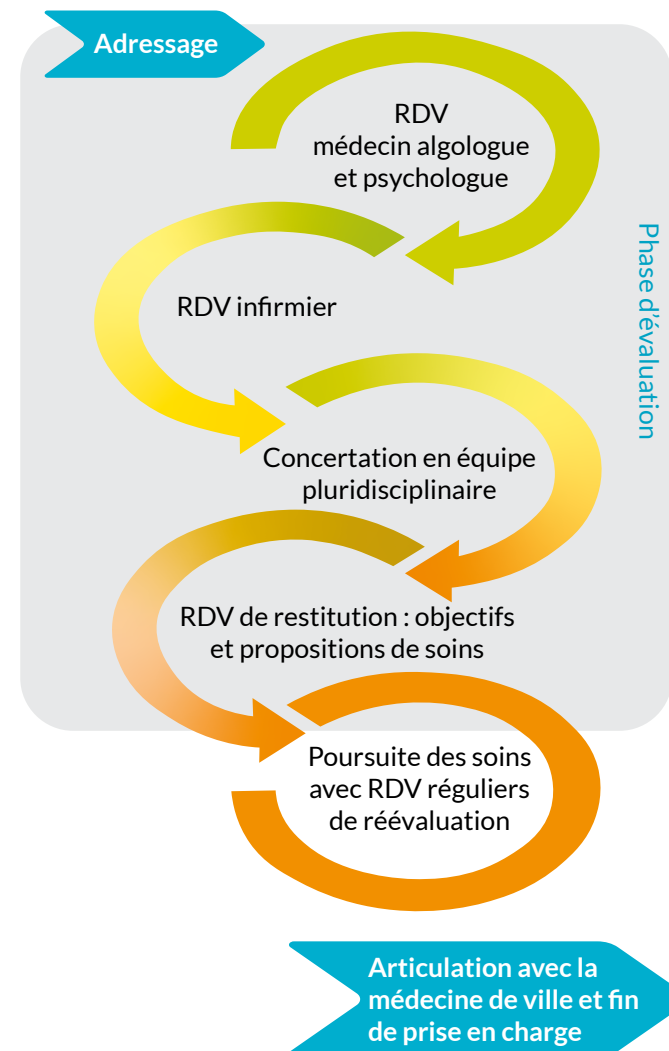 Adressage
RDV
médecin algologue
et psychologue
Phase d'évaluation
RDV infirmier
Concertation en équipe
pluridisciplinaire
RDV de restitution : objectifs
et propositions de soins
Poursuite des soins
avec RDV réguliers
de réévaluation
Articulation avec la
médecine de ville et fin
de prise en charge